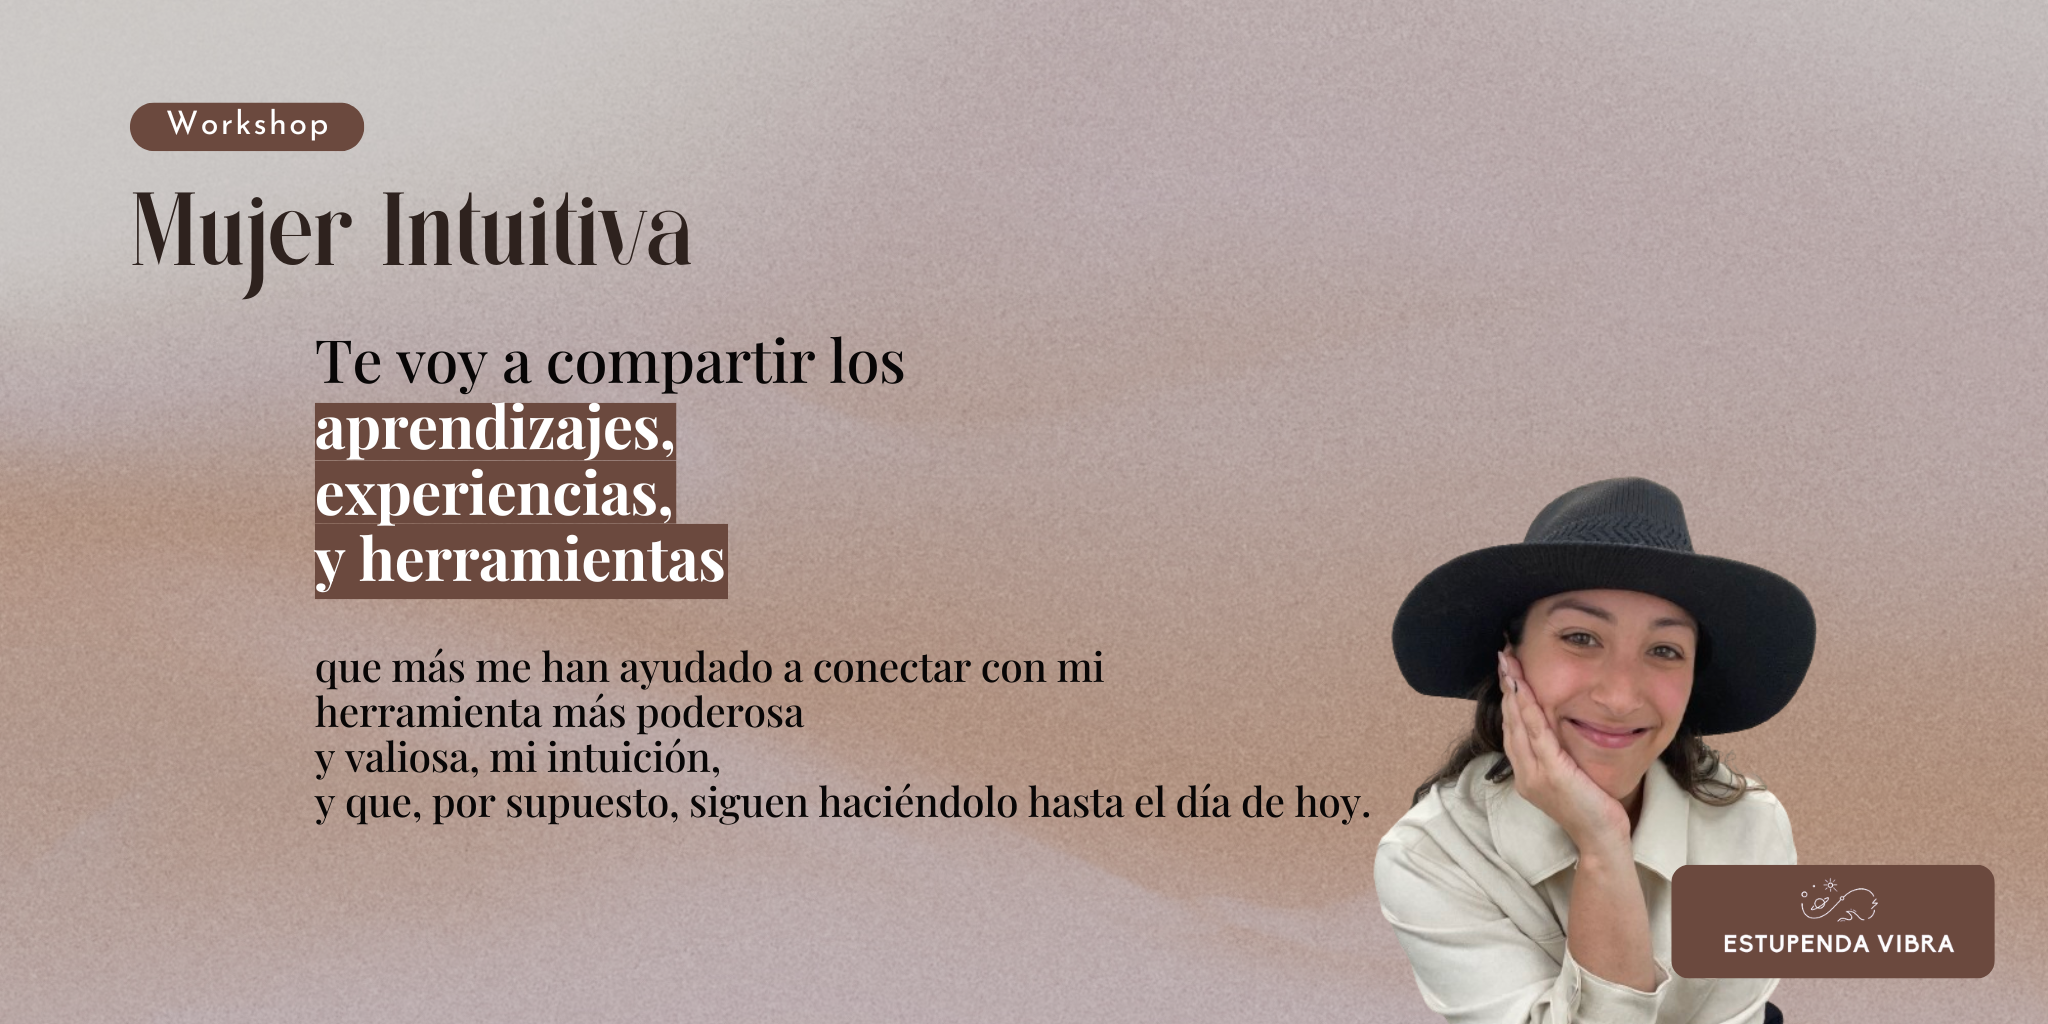 Workshop
Mujer Intuitiva
Te voy a compartir los
aprendizajes,
experiencias,
y herramientas
que más me han ayudado a conectar con mi
herramienta más poderosa
y valiosa, mi intuición,
y que, por supuesto, siguen haciéndolo hasta el día de hoy.
ESTUPENDA VIBRA